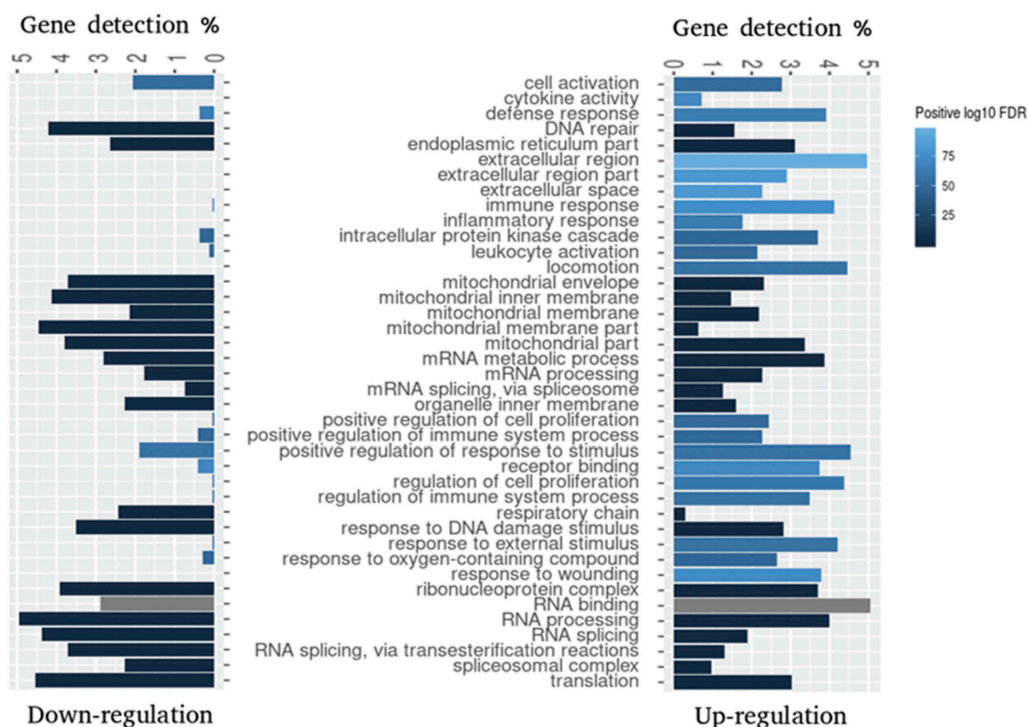 Gene detection %
Gene detection %
5 4 3 2 1 0
0 1 2 3 4 5
cell activation
cytokine activity
defense response
DNA repair
endoplasmic reticulum part
extracellular region
extracellular region part
extracellular space
immune response
inflammatory response
intracellular protein kinase cascade
leukocyte activation
locomotion
mitochondrial envelope
mitochondrial inner membrane
mitochondrial membrane
mitochondrial membrane part
mitochondrial part
mRNA metabolic process
mRNA processing
mRNA splicing, via spliceosome
organelle inner membrane
positive regulation of cell proliferation
positive regulation of immune system process
positive regulation of response to stimulus
receptor binding
regulation of cell proliferation
regulation of immune system process
respiratory chain
response to DNA damage stimulus
response to external stimulus
response to oxygen-containing compound
response to wounding
ribonucleoprotein complex
RNA binding
RNA processing
RNA splicing
RNA splicing, via transesterification reactions
spliceosomal complex
translation
Positive log10 FDR
75
50
25
Down-regulation
Up-regulation